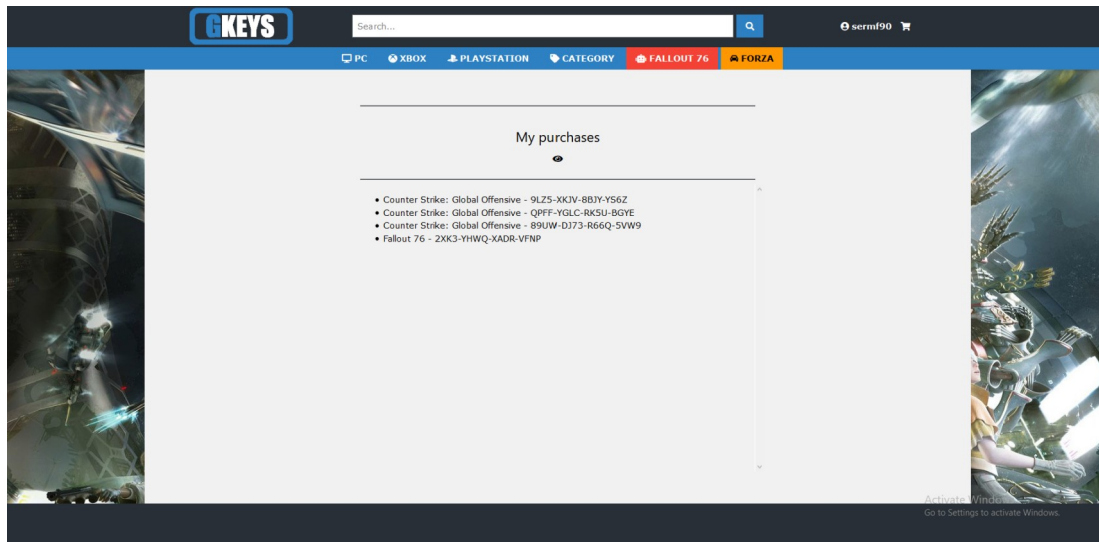 GKEYS
Search...
sermf90
PC XBOX PLAYSTATION CATEGORY FALLOUT 76 FORZA
My purchases
• Counter Strike: Global Offensive - 9LZ5-XKJV-8BJY-YS6Z
• Counter Strike: Global Offensive - QPFF-YGLC-RK5U-BGYE
• Counter Strike: Global Offensive - 89UW-DJ73-R66Q-5VW9
• Fallout 76 - 2XK3-YHWQ-XADR-VFNP
Activate Windows
Go to Settings to activate Windows.